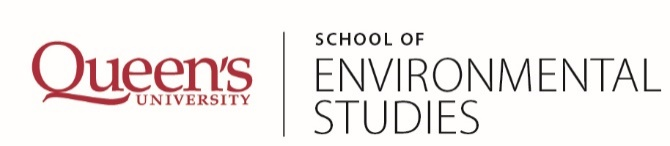 Queen's
UNIVERSITY
SCHOOL OF
ENVIRONMENTAL
STUDIES